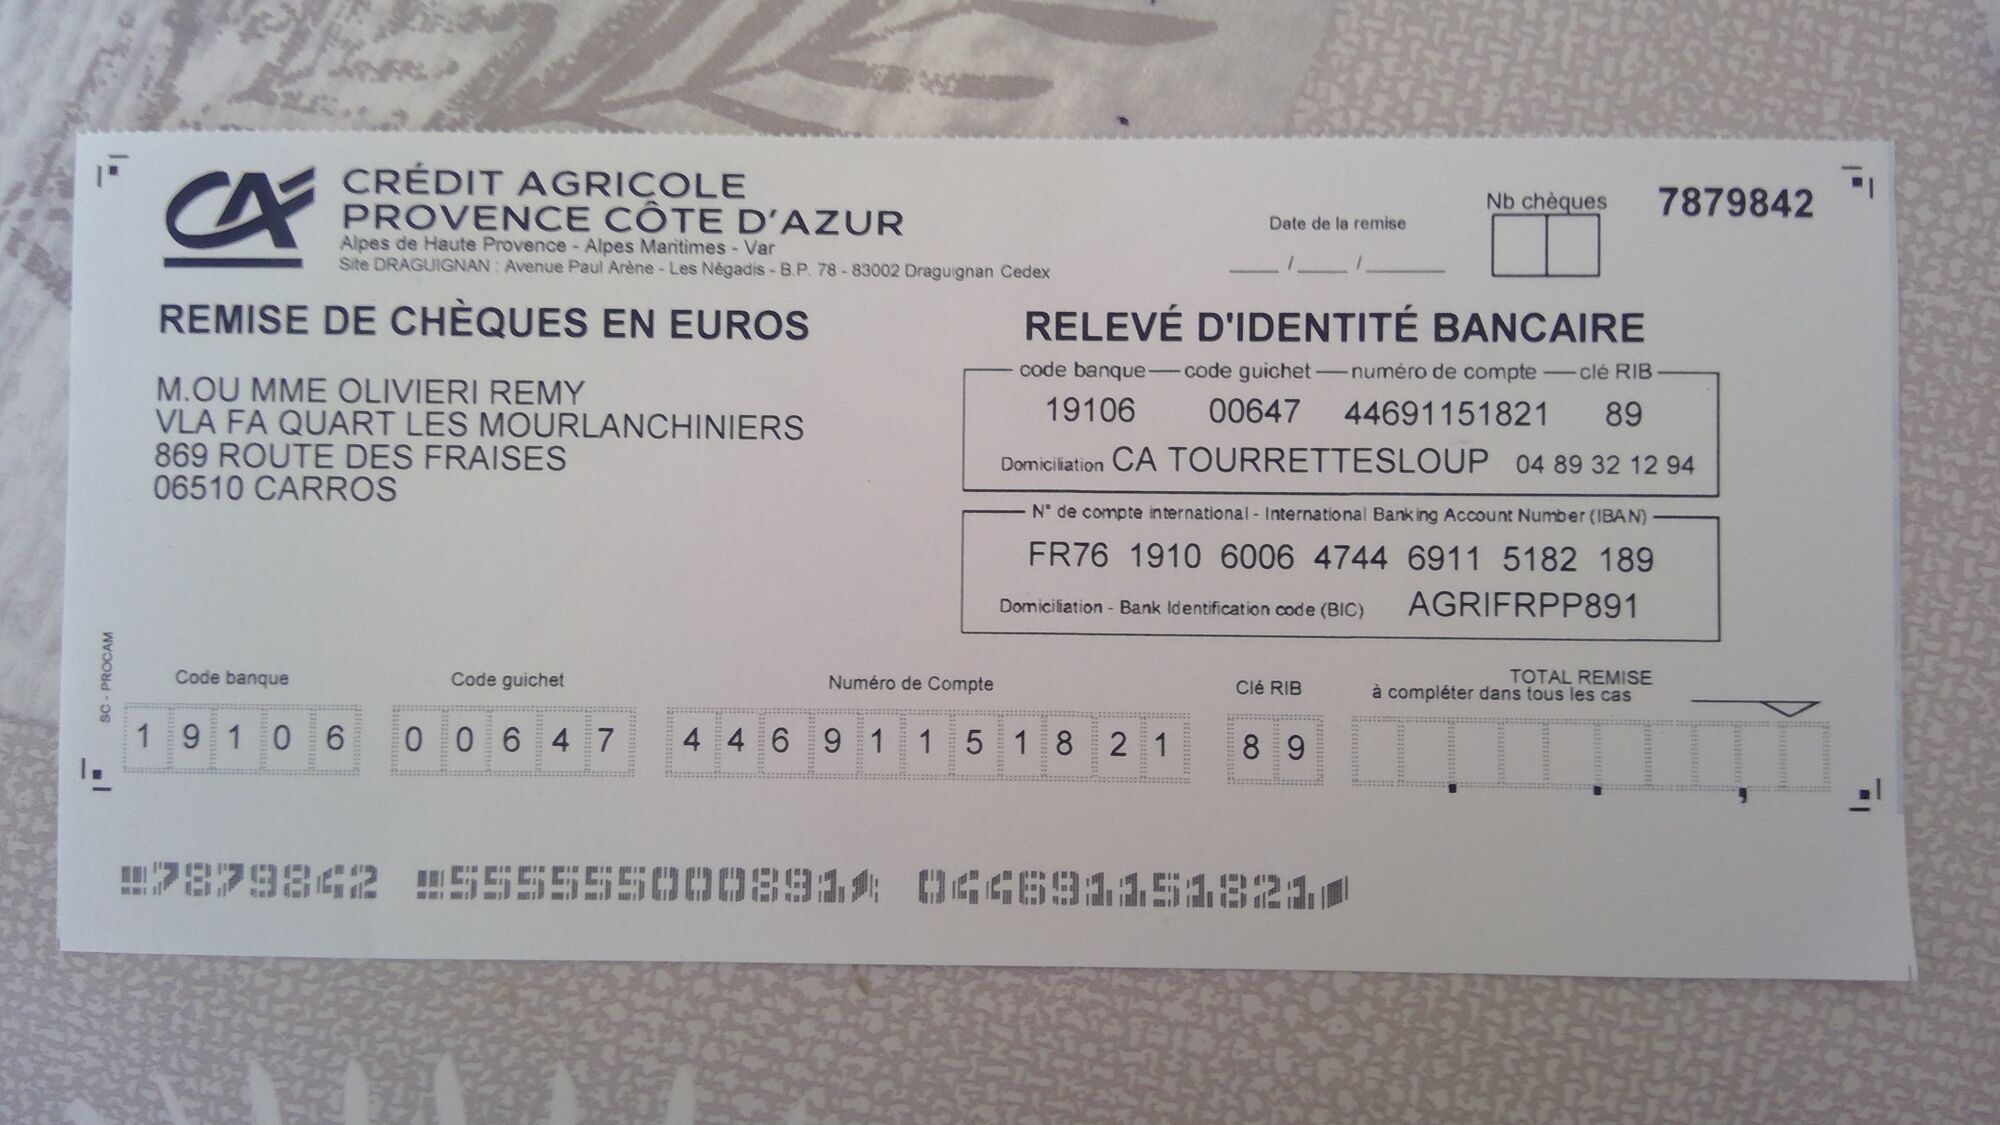 CA
CRÉDIT AGRICOLE
PROVENCE CÔTE D'AZUR
Alpes de Haute Provence - Alpes Maritimes - Var
Site DRAGUIGNAN : Avenue Paul Arène - Les Négadis - B.P. 78 - 83002 Draguignan Cedex
Date de la remise
___ / ___ / _____
Nb chèques
7879842
REMISE DE CHÈQUES EN EUROS
M.OU MME OLIVIERI REMY
VLA FA QUART LES MOURLANCHINIERS
869 ROUTE DES FRAISES
06510 CARROS
RELEVÉ D'IDENTITÉ BANCAIRE
code banque code guichet numéro de compte clé RIB
19106 00647 44691151821 89
Domiciliation CA TOURRETTESLOUP 04 89 32 12 94
N° de compte international - International Banking Account Number (IBAN)
FR76 1910 6006 4744 6911 5182 189
Domiciliation - Bank Identification code (BIC) AGRIFRPP891
SC - PROCAM
Code banque Code guichet Numéro de Compte Clé RIB
TOTAL REMISE
à compléter dans tous les cas
1 9 1 0 6 0 0 6 4 7 4 4 6 9 1 1 5 1 8 2 1 8 9
7879842 555555000891 044691151821